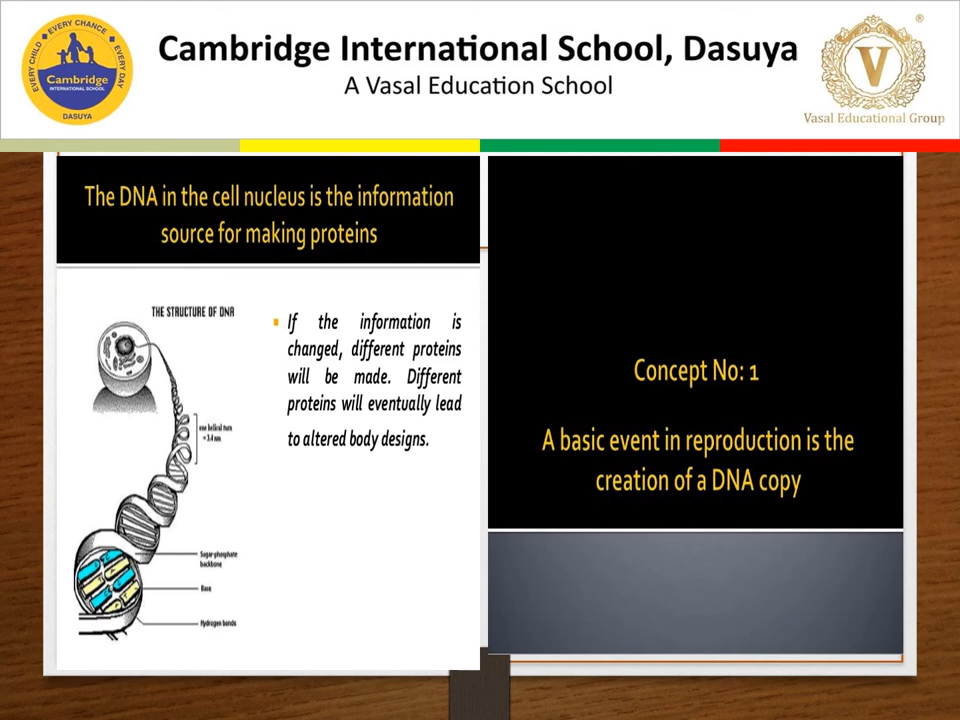 EVERY CHILD EVERY CHANCE EVERY DAY
Cambridge
INTERNATIONAL SCHOOL
DASUYA
Cambridge International School, Dasuya
A Vasal Education School
®
V
Vasal Educational Group
The DNA in the cell nucleus is the information
source for making proteins
THE STRUCTURE OF DNA
one helical turn
= 3.4 nm
Sugar-phosphate
backbone
Base
Hydrogen bonds
If the information is
changed, different proteins
will be made. Different
proteins will eventually lead
to altered body designs.
Concept No: 1
A basic event in reproduction is the
creation of a DNA copy